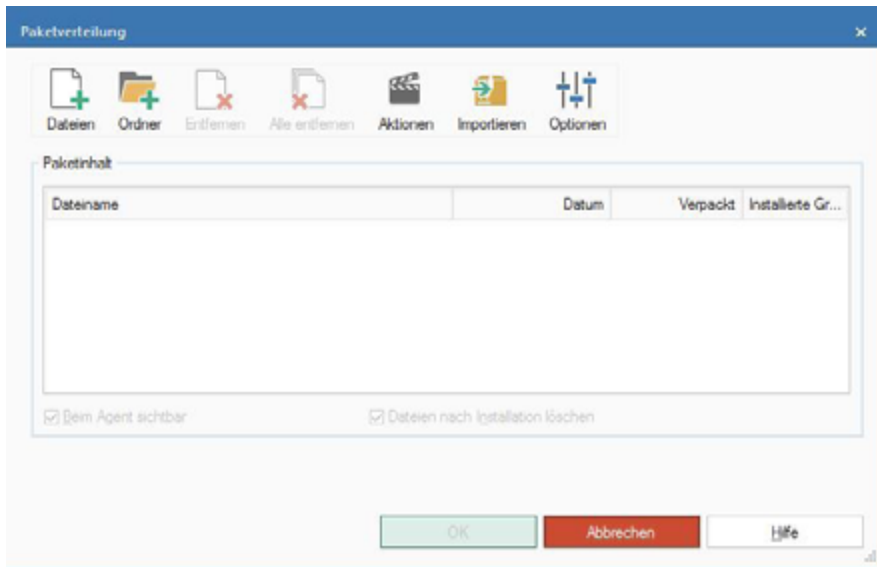 Paketverteilung
Dateien Ordner Entfernen Alle entfernen Aktionen Importieren Optionen
Paketinhalt
Dateiname Datum Verpackt Installierte Gr...
Beim Agent sichtbar Dateien nach Installation löschen
OK Abbrechen Hilfe